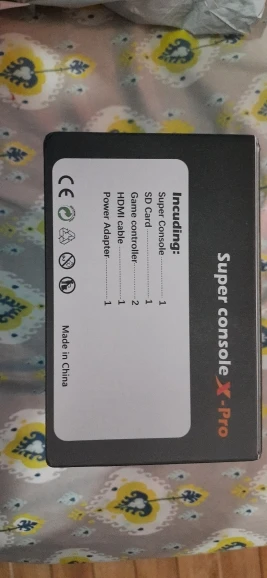 Super console X-Pro
Incuding:
Super Console 1
SD Card 1
Game controller 2
HDMI cable 1
Power Adapter 1
CE
Made in China